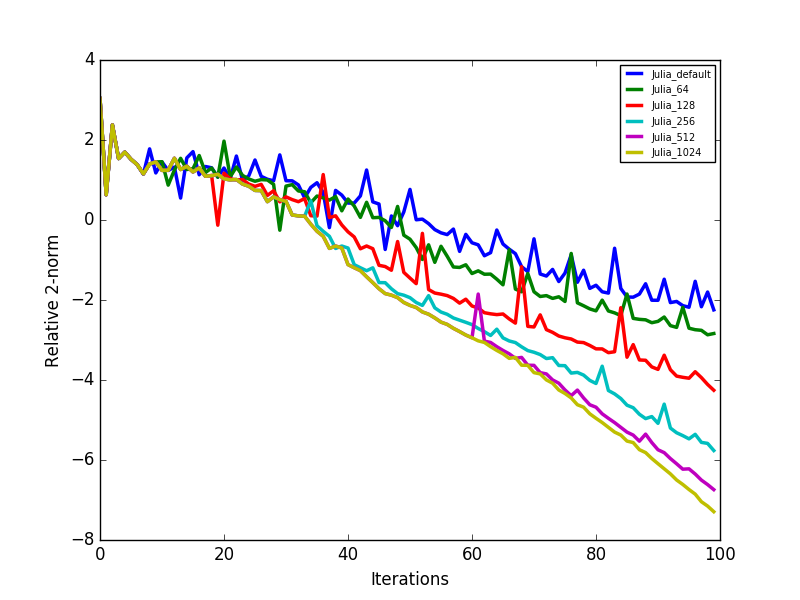 4
2
0
−2
−4
−6
−8
0 20 40 60 80 100
Relative 2-norm
Iterations
Julia_default
Julia_64
Julia_128
Julia_256
Julia_512
Julia_1024